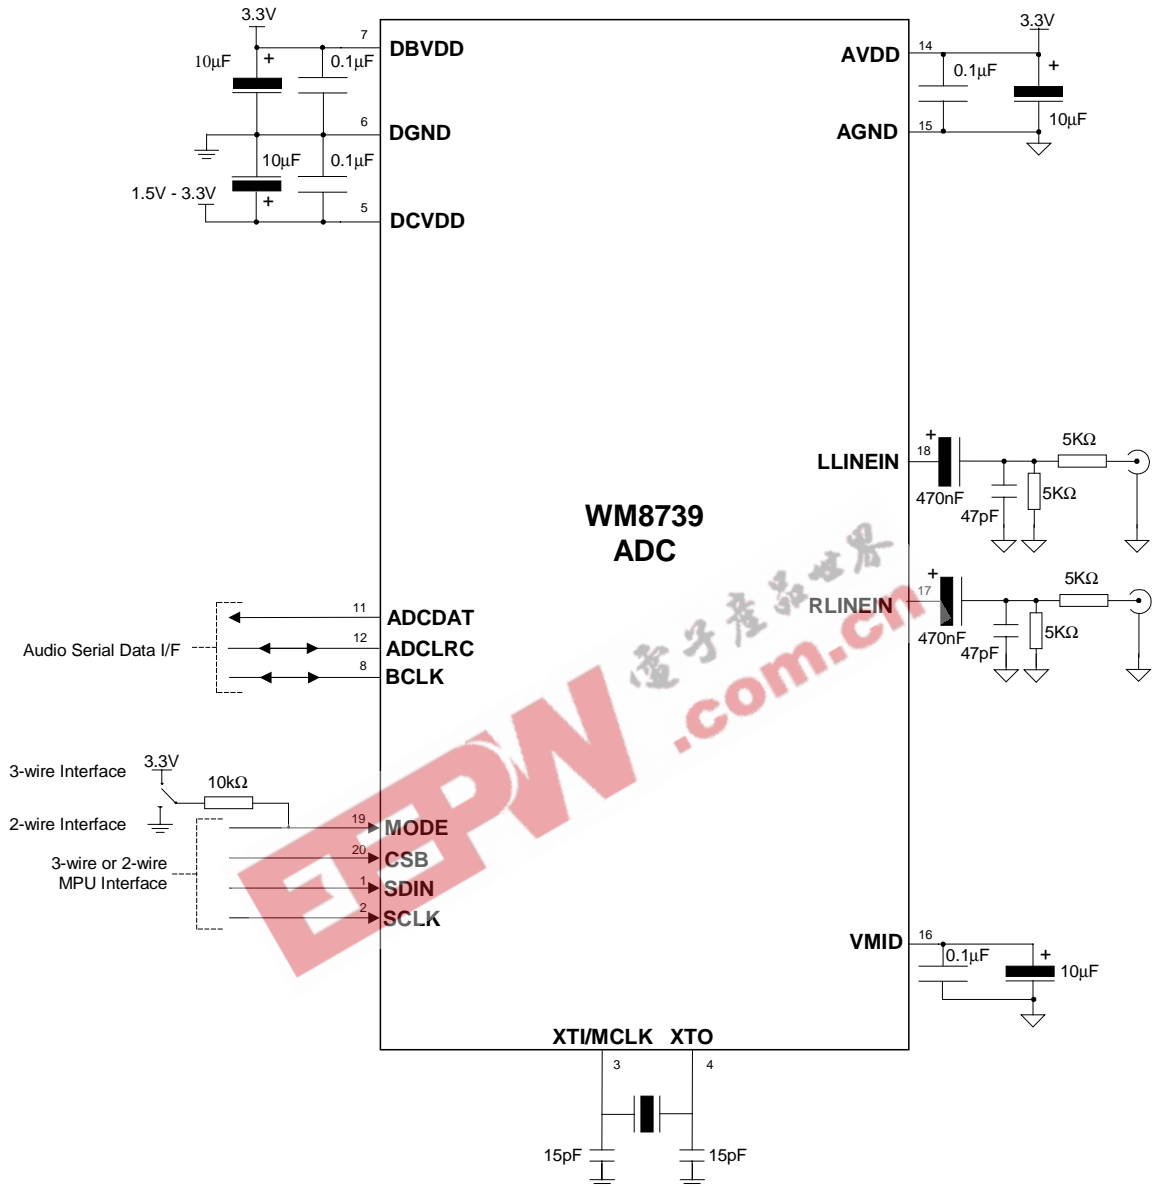 3.3V
7
DBVDD
10μF
+
0.1μF
6
DGND
10μF
0.1μF
1.5V - 3.3V
+
5
DCVDD
3.3V
14
AVDD
0.1μF
+
10μF
15
AGND
LLINEIN
18
+
470nF
47pF
5KΩ
5KΩ
WM8739
ADC
RLINEIN
17
+
470nF
47pF
5KΩ
5KΩ
電子產品世界
EEPW
.com.cn
Audio Serial Data I/F
11
ADCDAT
12
ADCLRC
8
BCLK
3-wire Interface
3.3V
10kΩ
2-wire Interface
3-wire or 2-wire
MPU Interface
19
MODE
20
CSB
1
SDIN
2
SCLK
VMID
16
0.1μF
+
10μF
XTI/MCLK
XTO
3
4
15pF
15pF